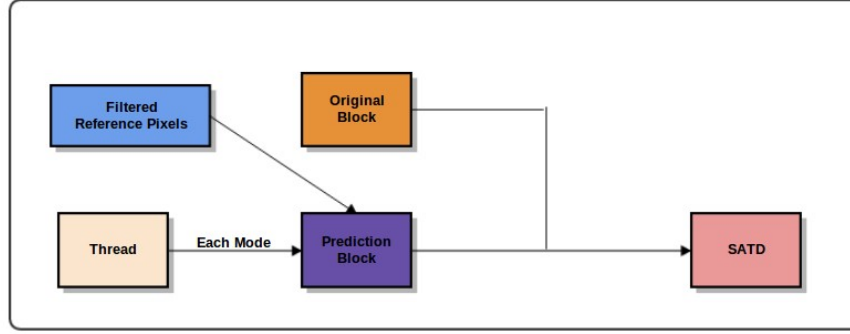 Filtered
Reference Pixels
Original
Block
Thread
Each Mode
Prediction
Block
SATD